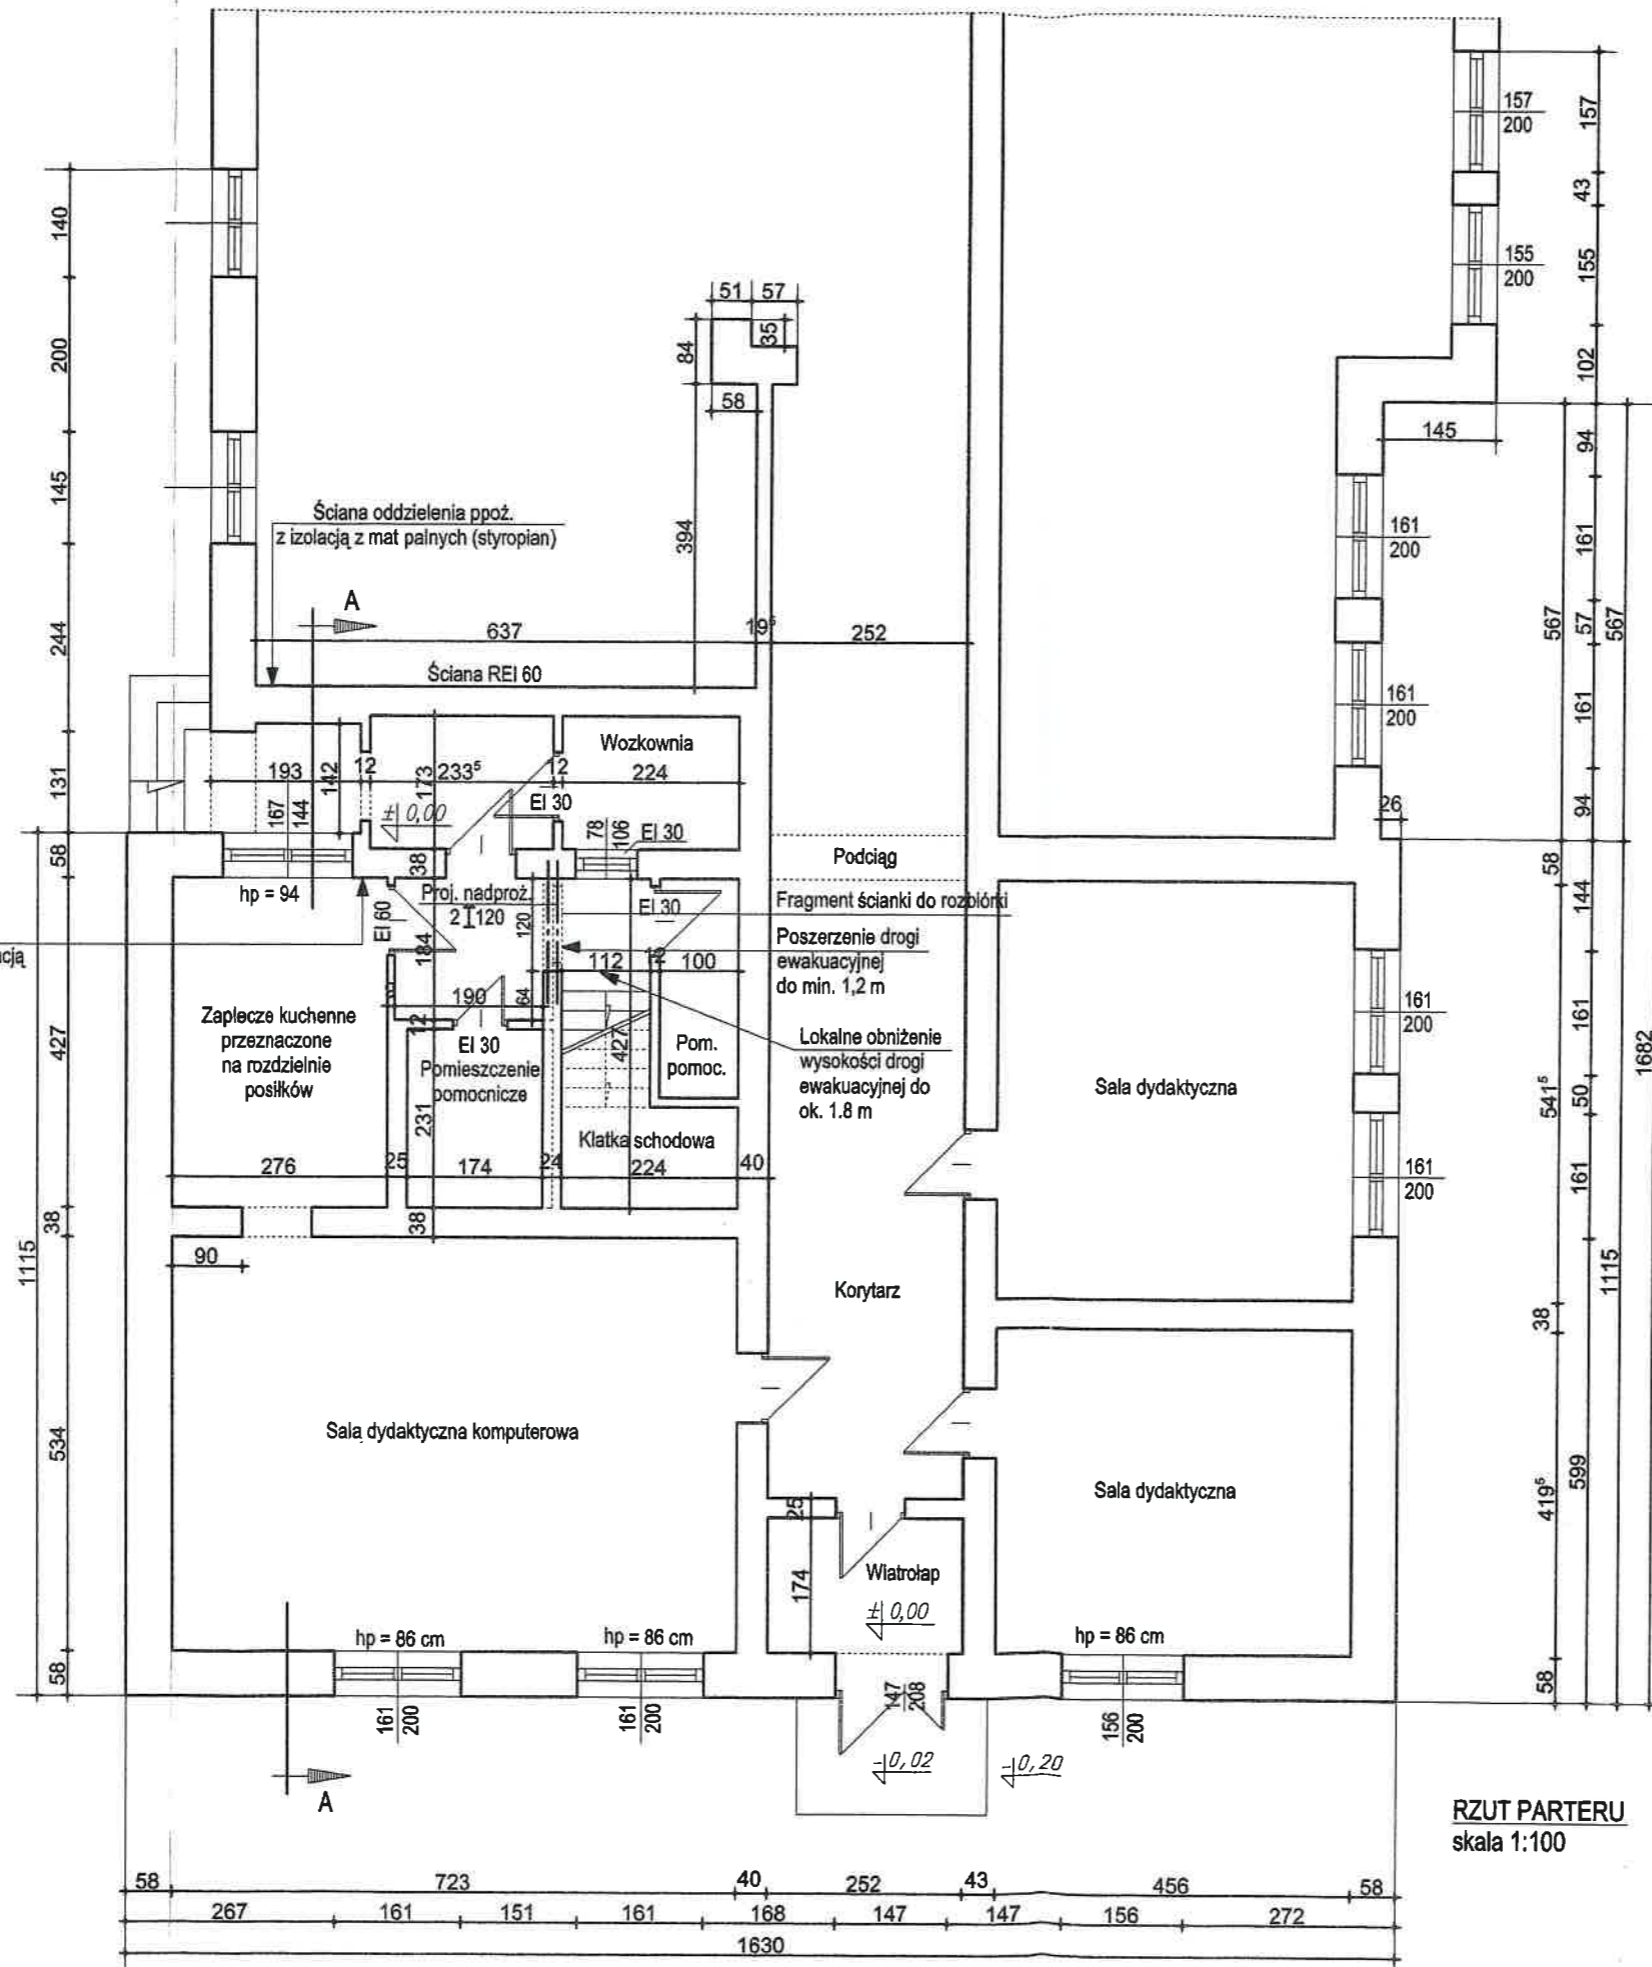 157
200
157
43
155
200
155
102
140
200
145
244
131
58
427
38
534
58
1115
51
57
35
84
58
394
145
94
161
57
161
94
567
567
161
200
161
200
Ściana oddzielenia ppoż.
z izolacją z mat palnych (styropian)
A
637
19⁵
252
Ściana REI 60
Wozkownia
193
142
12
173
233⁵
12
224
167
144
± 0,00
EI 30
78
106
EI 30
26
Podciąg
hp = 94
38
Proj. nadproż.
2 I 120
EI 60
184
120
EI 30
Fragment ścianki do rozbiórki
Poszerzenie drogi
ewakuacyjnej
do min. 1,2 m
acją
112
12
100
190
64
12
Zaplecze kuchenne
przeznaczone
na rozdzielnie
posiłków
EI 30
Pomieszczenie
pomocnicze
427
Pom.
pomoc.
Lokalne obniżenie
wysokości drogi
ewakuacyjnej do
ok. 1.8 m
231
Klatka schodowa
276
25
174
24
224
40
38
90
Sala dydaktyczna
161
200
161
200
58
144
161
50
161
541⁵
38
419⁵
599
58
1115
1682
Korytarz
Sala dydaktyczna komputerowa
Sala dydaktyczna
25
174
Wiatrołap
± 0,00
hp = 86 cm
hp = 86 cm
hp = 86 cm
161
200
161
200
147
208
156
200
-0,02
-0,20
A
RZUT PARTERU
skala 1:100
58
723
40
252
43
456
58
267
161
151
161
168
147
147
156
272
1630